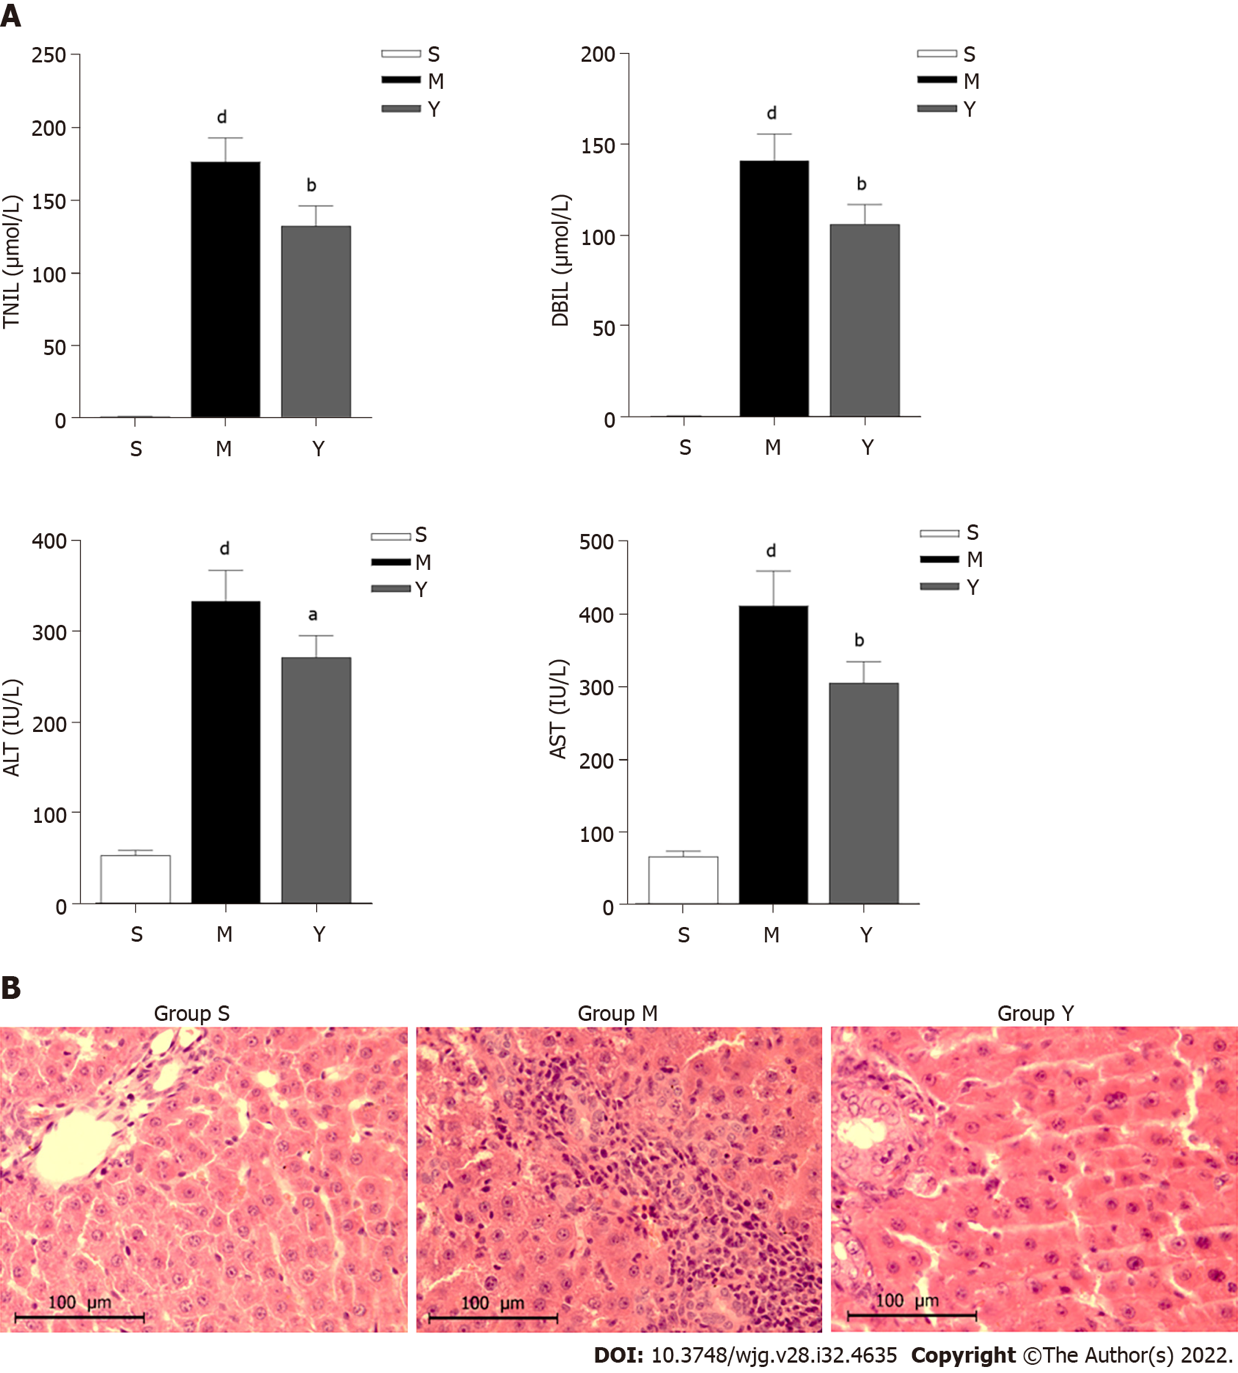 A
250
200
150
100
50
0
TNIL (µmol/L)
S
M
Y
d
b
S
M
Y
200
150
100
50
0
DBIL (µmol/L)
S
M
Y
d
b
S
M
Y
400
300
200
100
0
ALT (IU/L)
S
M
Y
d
a
S
M
Y
500
400
300
200
100
0
AST (IU/L)
S
M
Y
d
b
S
M
Y
B
Group S
Group M
Group Y
100 µm
100 µm
100 µm
DOI: 10.3748/wjg.v28.i32.4635 Copyright ©The Author(s) 2022.